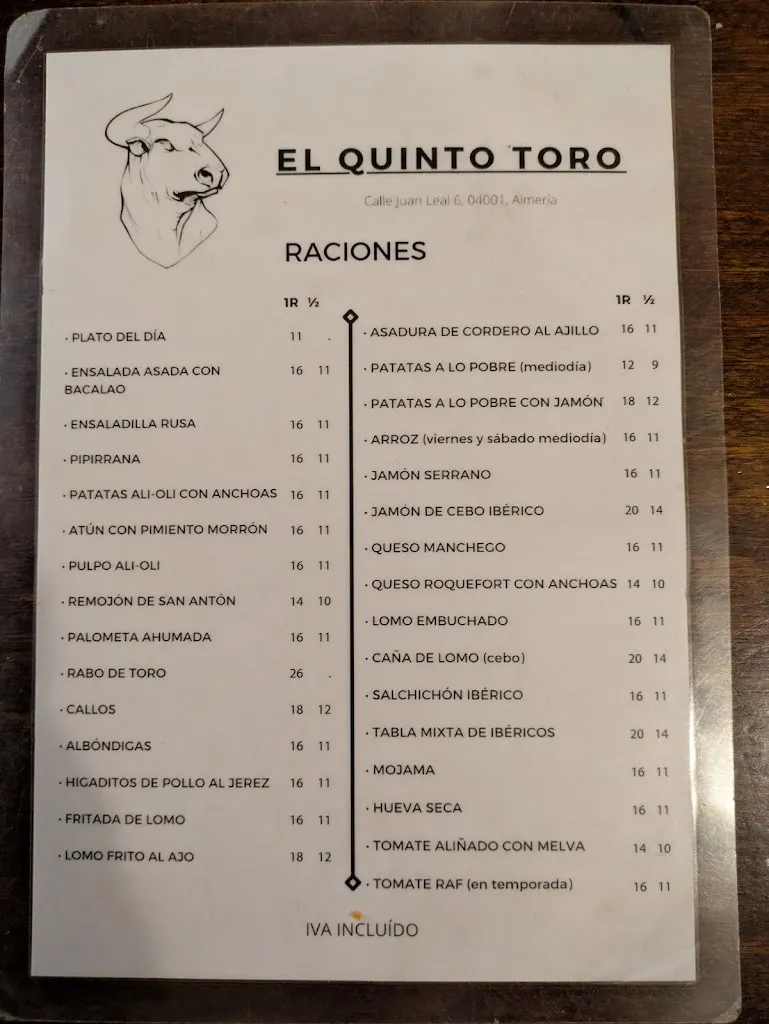 EL QUINTO TORO
Calle Juan Leal 6, 04001, Almería
RACIONES
1R ½
· PLATO DEL DÍA 11 .
· ENSALADA ASADA CON 16 11
BACALAO
· ENSALADILLA RUSA 16 11
· PIPIRRANA 16 11
· PATATAS ALI-OLI CON ANCHOAS 16 11
· ATÚN CON PIMIENTO MORRÓN 16 11
· PULPO ALI-OLI 16 11
· REMOJÓN DE SAN ANTÓN 14 10
· PALOMETA AHUMADA 16 11
· RABO DE TORO 26 .
· CALLOS 18 12
· ALBÓNDIGAS 16 11
· HIGADITOS DE POLLO AL JEREZ 16 11
· FRITADA DE LOMO 16 11
· LOMO FRITO AL AJO 18 12
1R ½
· ASADURA DE CORDERO AL AJILLO 16 11
· PATATAS A LO POBRE (mediodía) 12 9
· PATATAS A LO POBRE CON JAMÓN 18 12
· ARROZ (viernes y sábado mediodía) 16 11
· JAMÓN SERRANO 16 11
· JAMÓN DE CEBO IBÉRICO 20 14
· QUESO MANCHEGO 16 11
· QUESO ROQUEFORT CON ANCHOAS 14 10
· LOMO EMBUCHADO 16 11
· CAÑA DE LOMO (cebo) 20 14
· SALCHICHÓN IBÉRICO 16 11
· TABLA MIXTA DE IBÉRICOS 20 14
· MOJAMA 16 11
· HUEVA SECA 16 11
· TOMATE ALIÑADO CON MELVA 14 10
· TOMATE RAF (en temporada) 16 11
IVA INCLUÍDO